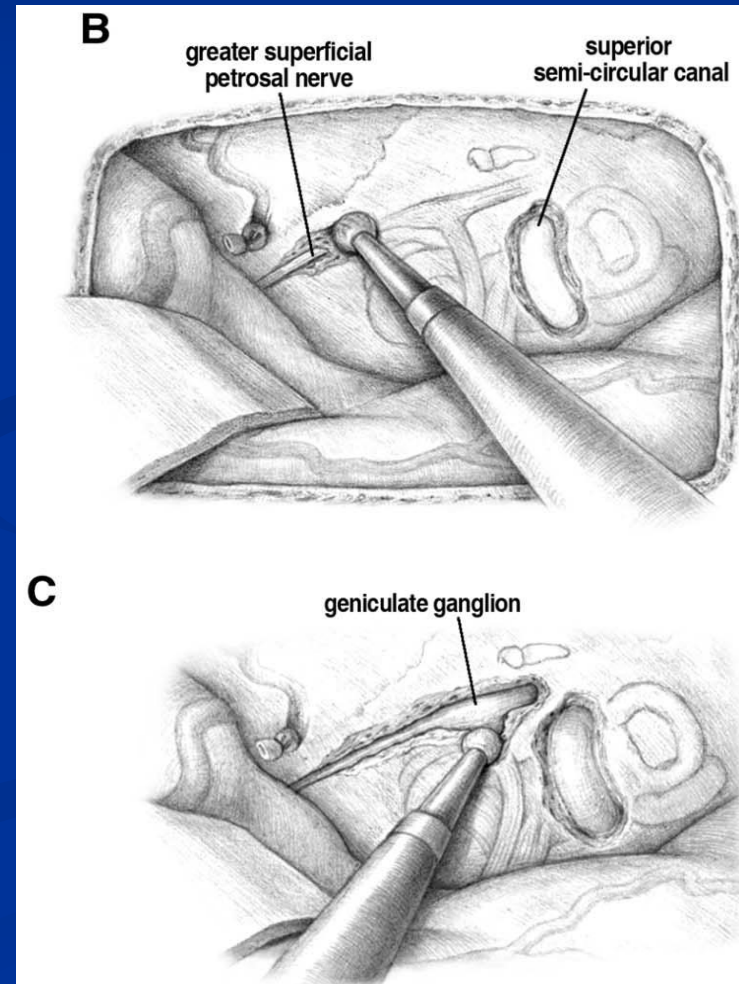 B
greater superficial
petrosal nerve
superior
semi-circular canal
C
geniculate ganglion